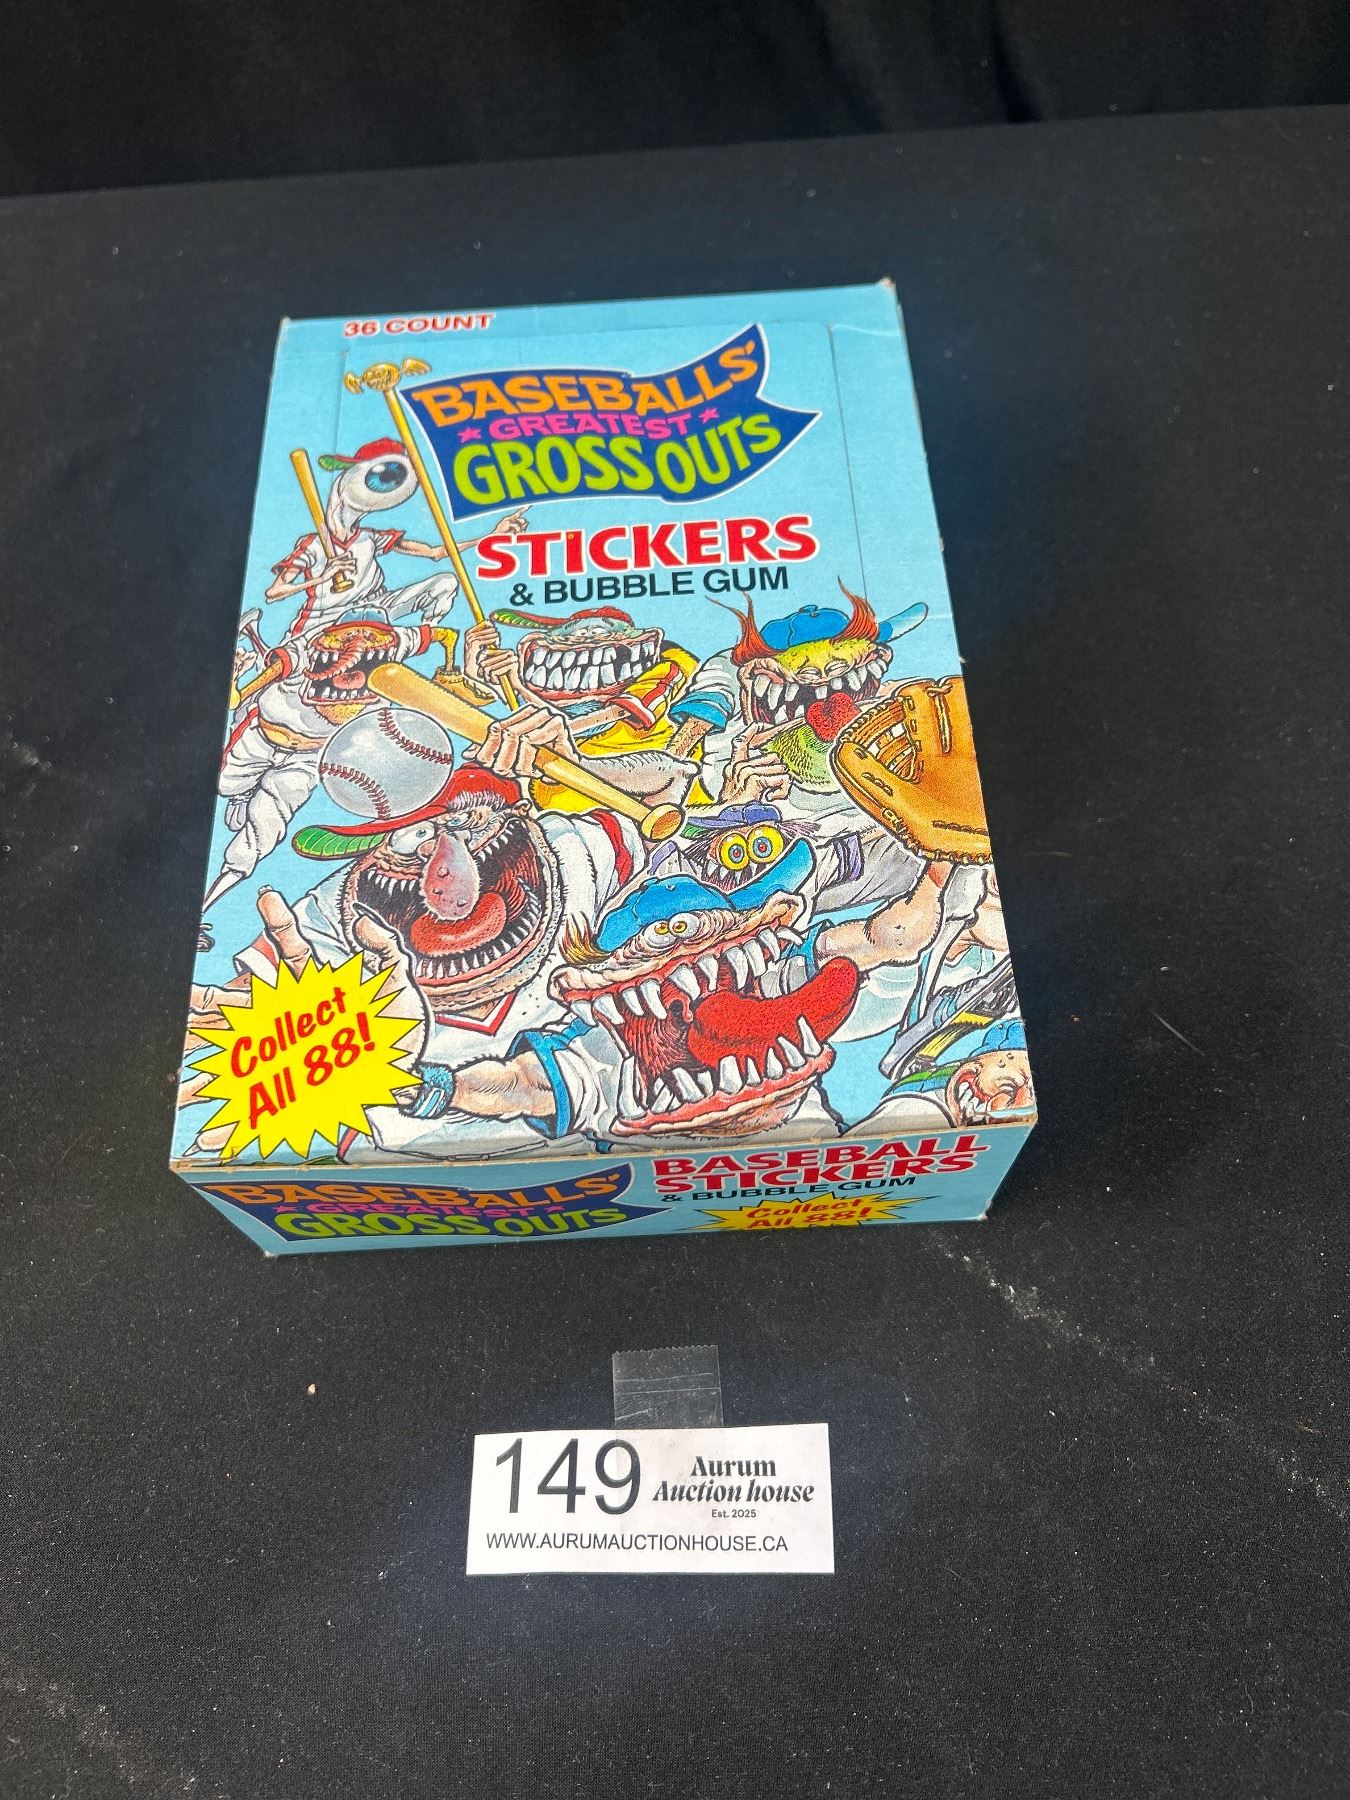 36 COUNT
BASEBALLS'
★ GREATEST ★
GROSS OUTS
STICKERS
& BUBBLE GUM
Collect
All 88!
BASEBALLS'
★ GREATEST ★
GROSS OUTS
BASEBALL
STICKERS
& BUBBLE GUM
Collect
All 88!
149
Aurum
Auction house
Est. 2025
WWW.AURUMAUCTIONHOUSE.CA